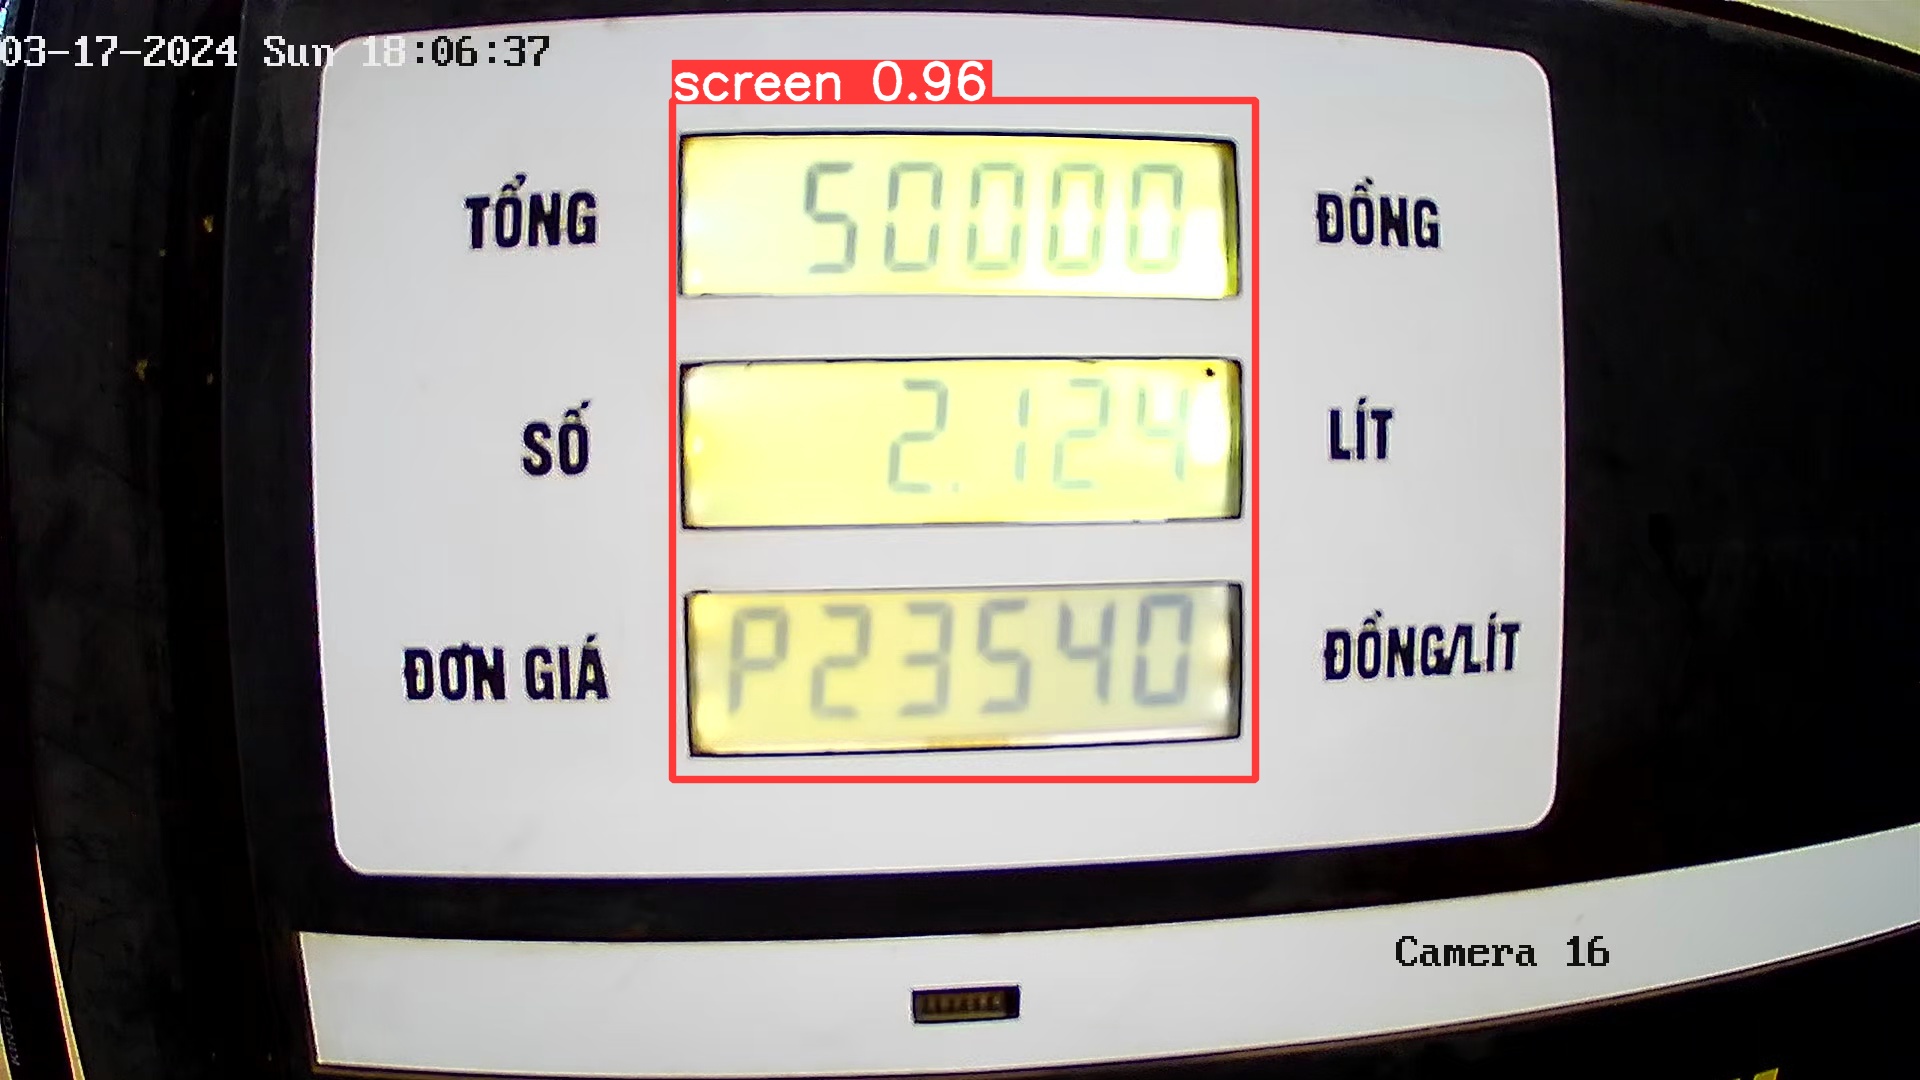 03-17-2024 Sun 18:06:37
screen 0.96
TỔNG 50000 ĐỒNG
SỐ 2.124 LÍT
ĐƠN GIÁ P23540 ĐỒNG/LÍT
Camera 16